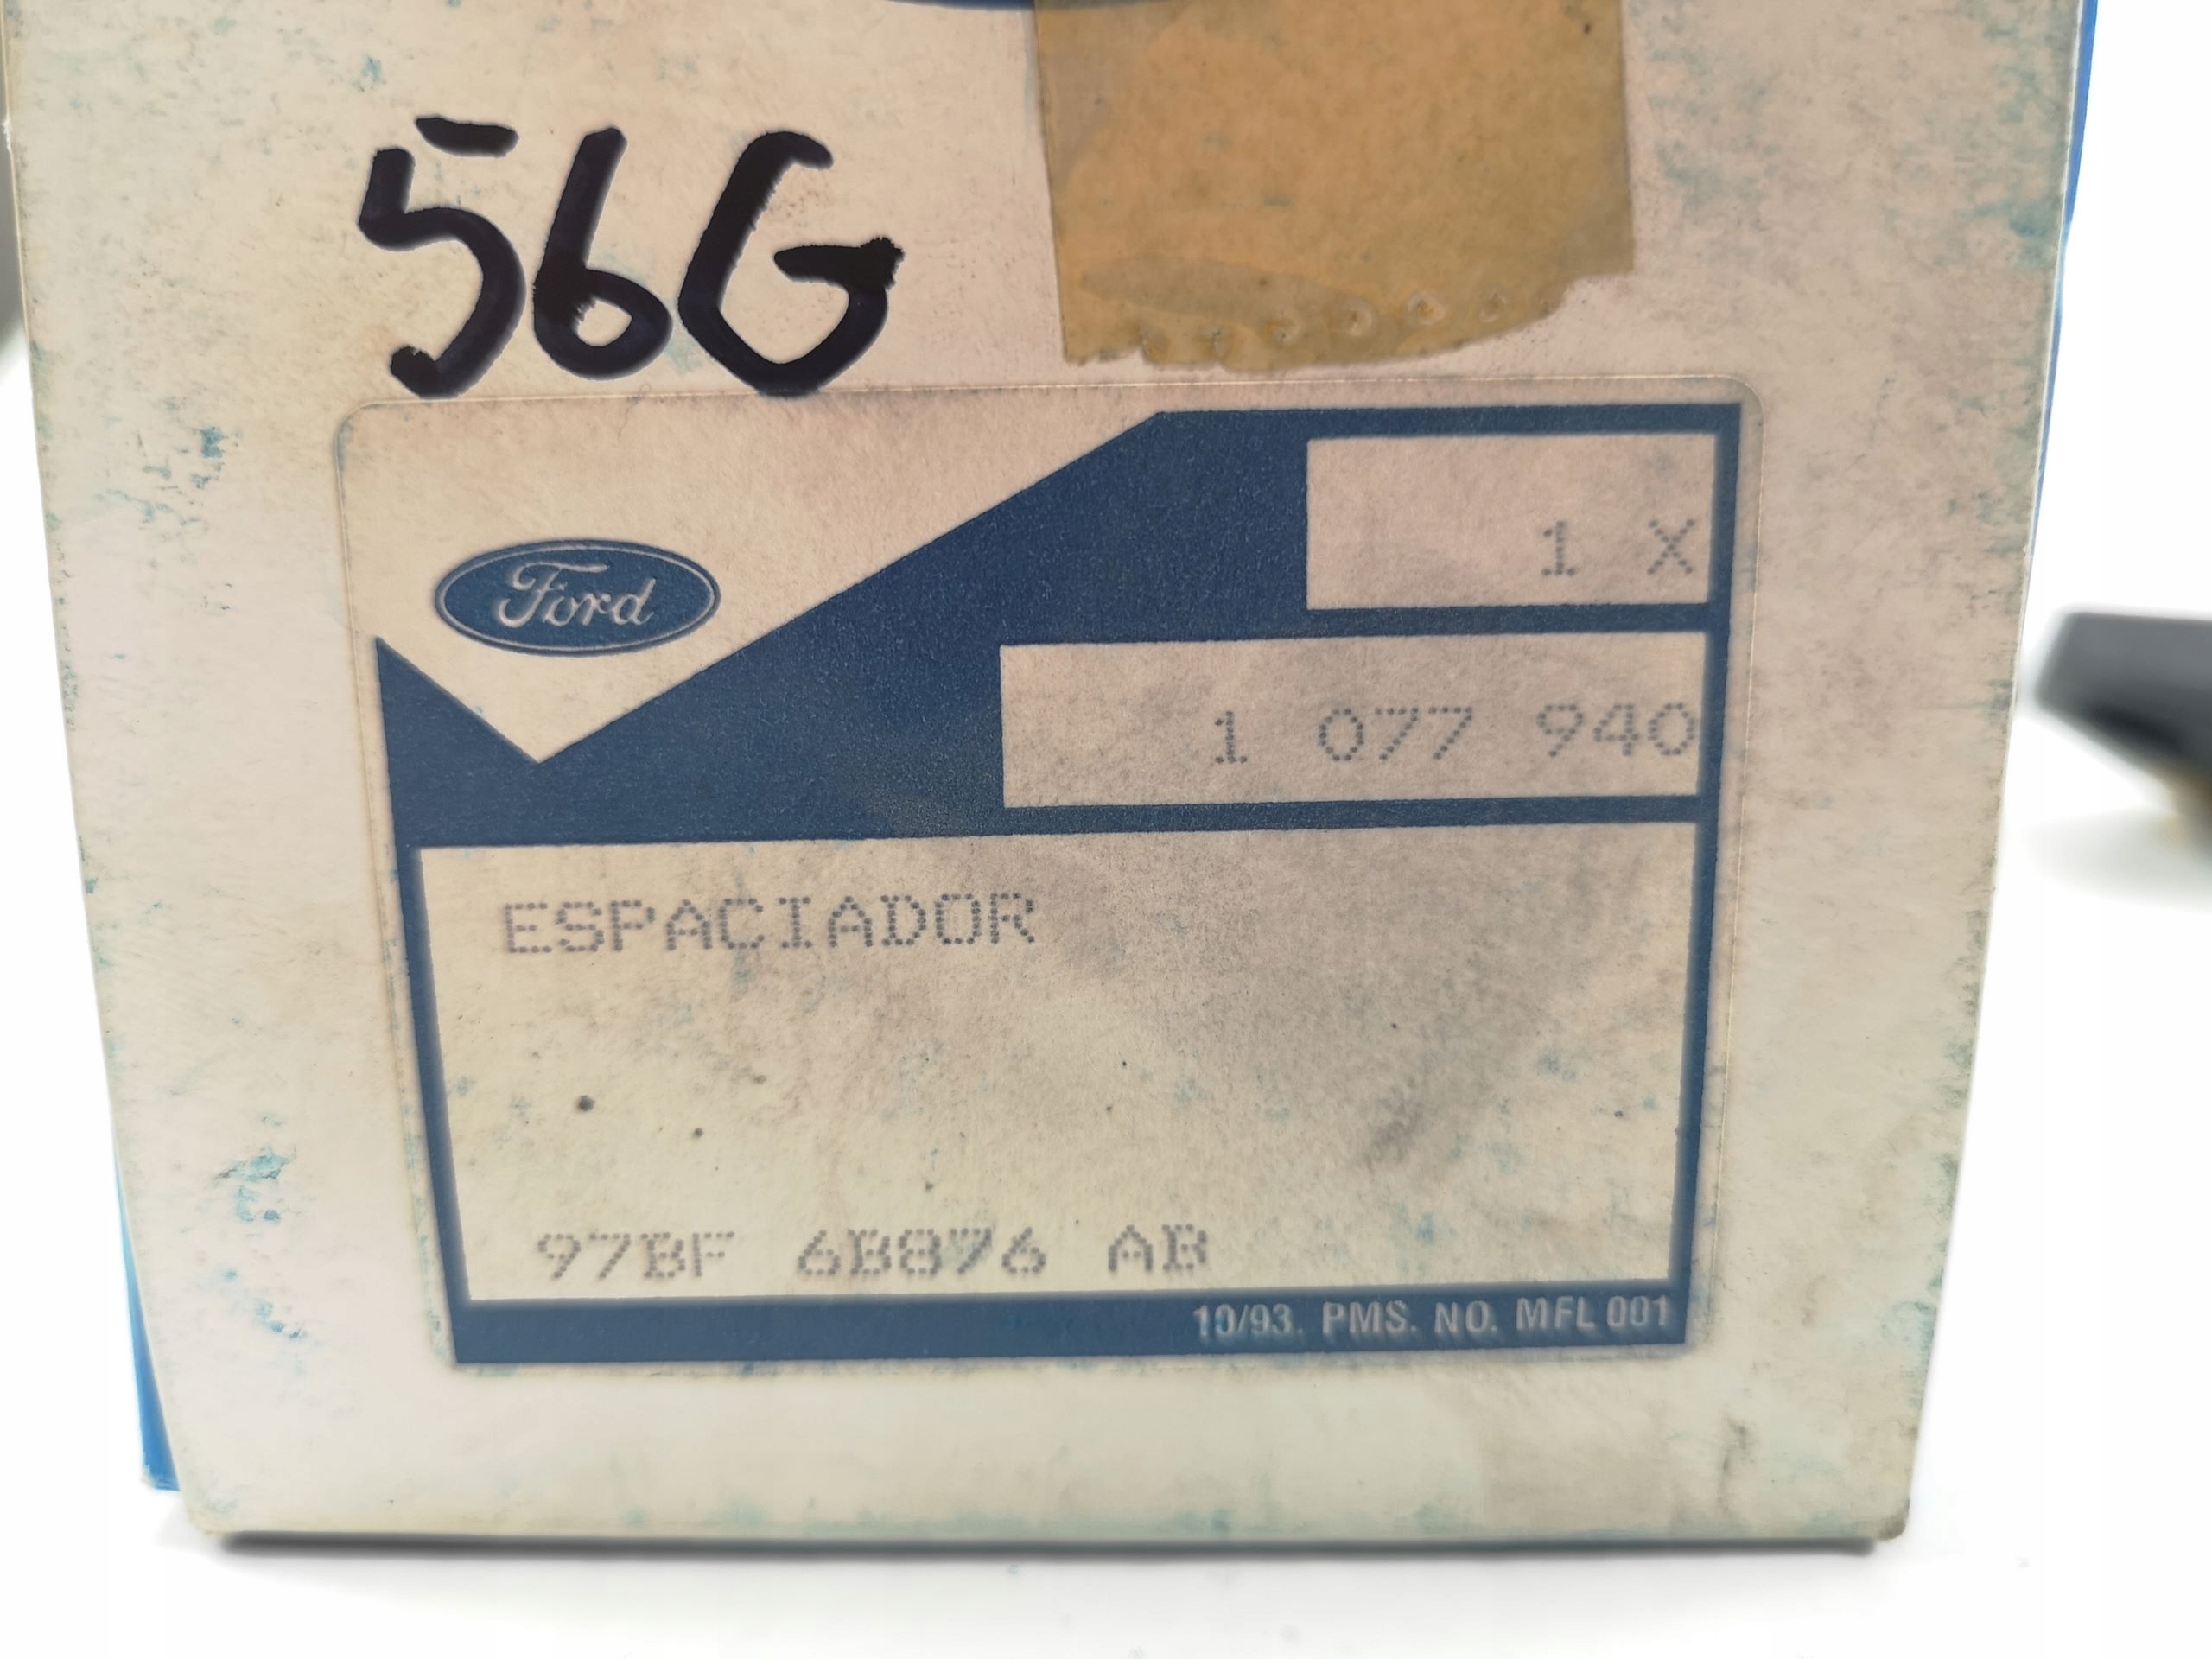 56G
Ford
1 X
1 077 940
ESPACIADOR
97BF 6B876 AB
10/93. PMS. NO. MFL 001